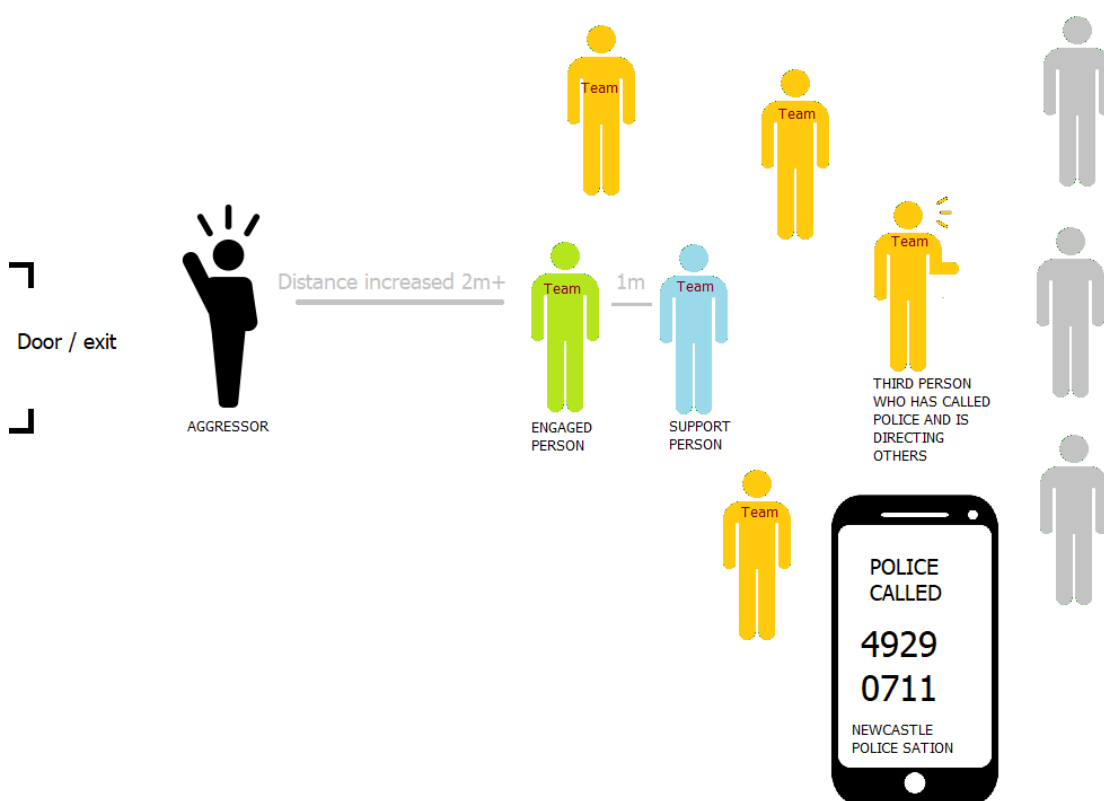 Team
Team
Team
Distance increased 2m+
Team
1m
Team
Door / exit
AGGRESSOR
ENGAGED
PERSON
SUPPORT
PERSON
THIRD PERSON
WHO HAS CALLED
POLICE AND IS
DIRECTING
OTHERS
Team
POLICE
CALLED
4929
0711
NEWCASTLE
POLICE SATION